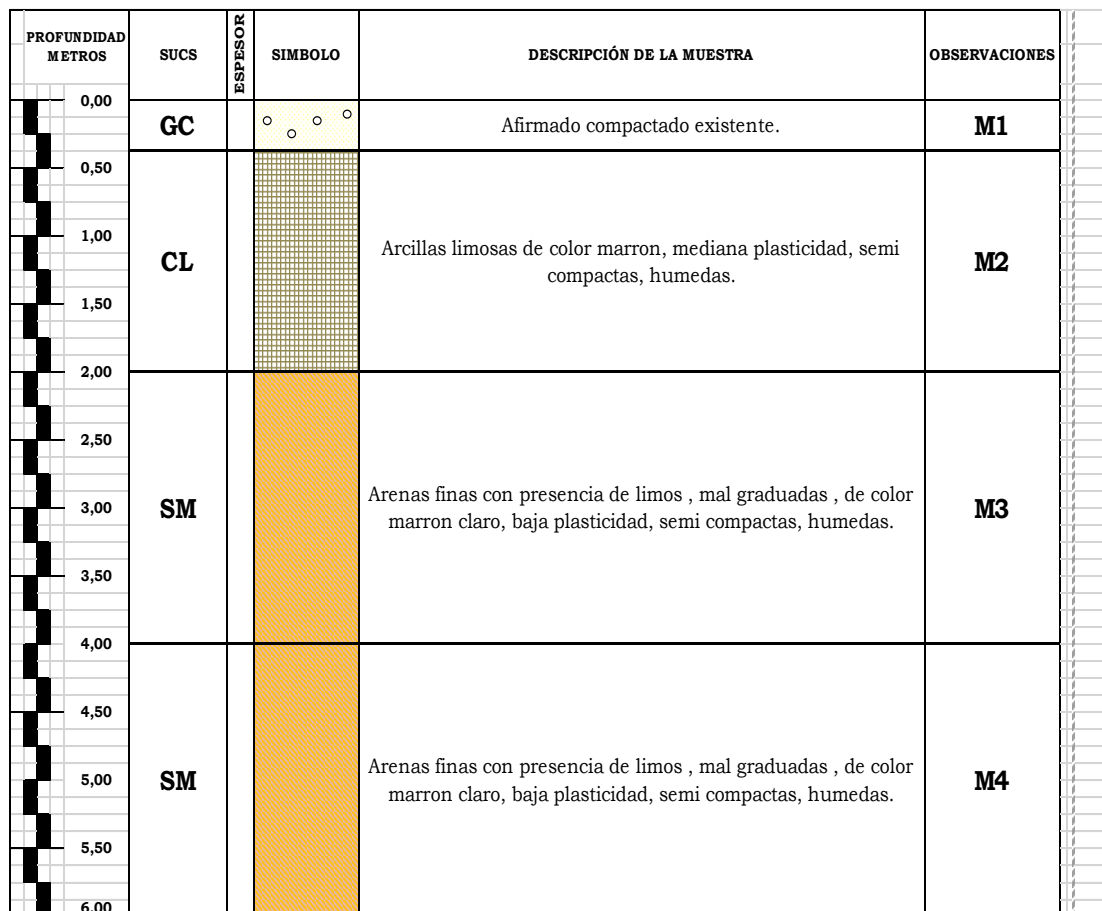 PROFUNDIDAD
METROS
SUCS
ESPESOR
SIMBOLO
DESCRIPCIÓN DE LA MUESTRA
OBSERVACIONES
0,00
GC
Afirmado compactado existente.
M1
0,50
1,00
CL
Arcillas limosas de color marron, mediana plasticidad, semi
compactas, humedas.
M2
1,50
2,00
2,50
3,00
SM
Arenas finas con presencia de limos , mal graduadas , de color
marron claro, baja plasticidad, semi compactas, humedas.
M3
3,50
4,00
4,50
5,00
SM
Arenas finas con presencia de limos , mal graduadas , de color
marron claro, baja plasticidad, semi compactas, humedas.
M4
5,50
6,00